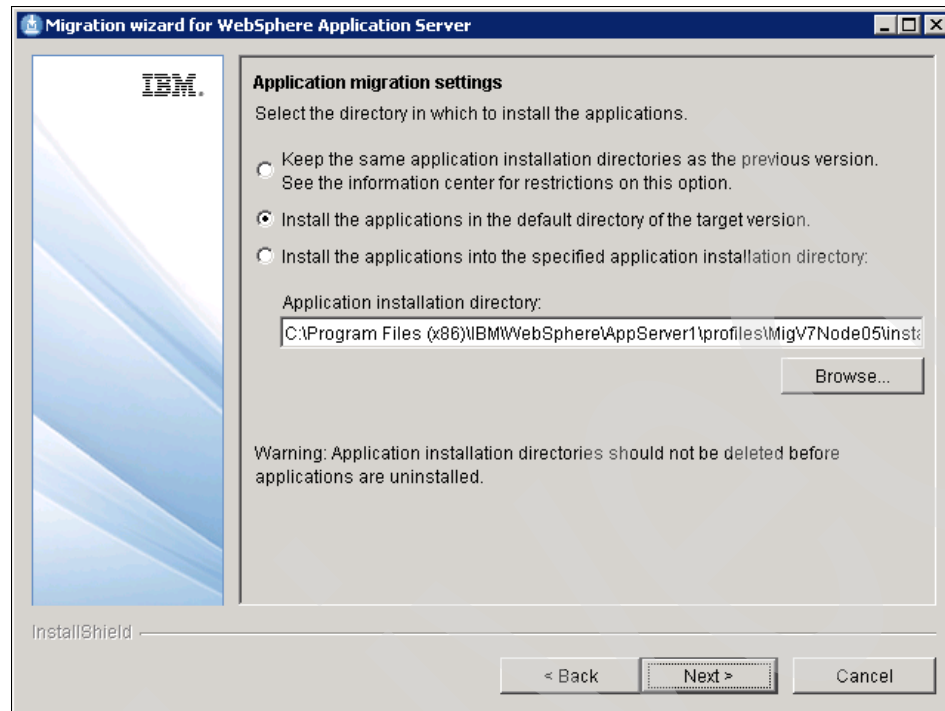 Migration wizard for WebSphere Application Server
IBM.
Application migration settings
Select the directory in which to install the applications.
Keep the same application installation directories as the previous version.
See the information center for restrictions on this option.
Install the applications in the default directory of the target version.
Install the applications into the specified application installation directory:
Application installation directory:
C:\Program Files (x86)\IBM\WebSphere\AppServer1\profiles\MigV7Node05\insta
Browse...
Warning: Application installation directories should not be deleted before
applications are uninstalled.
InstallShield
< Back
Next >
Cancel